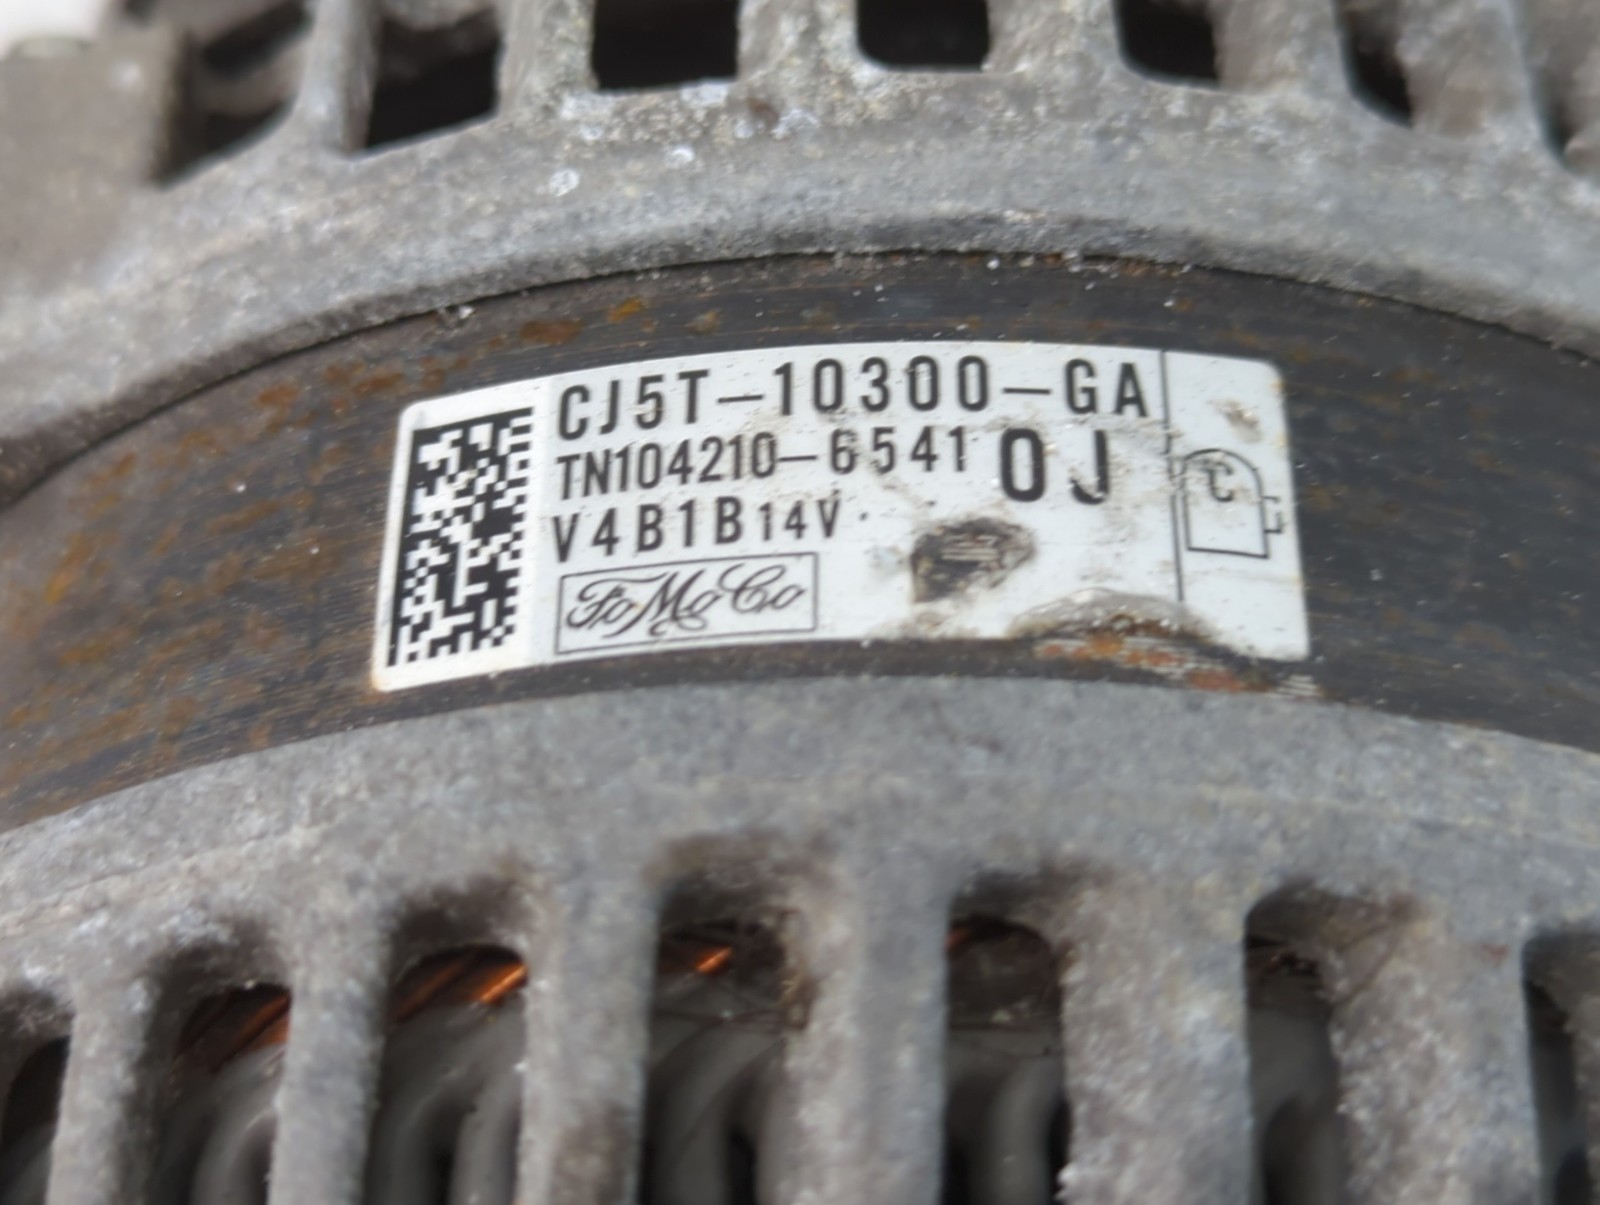 CJ5T-10300-GA
TN104210-6541 0J
V4B1B14V
FoMoCo
C